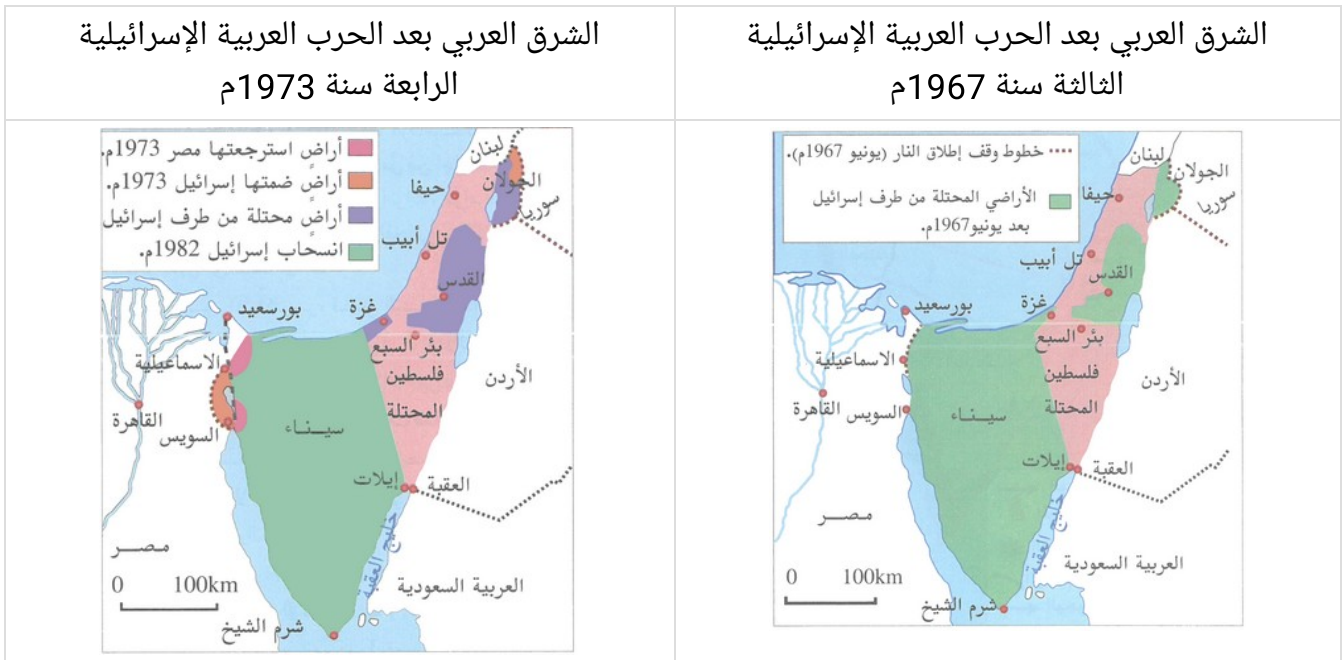 الشرق العربي بعد الحرب العربية الإسرائيلية
الثالثة سنة 1967م
الشرق العربي بعد الحرب العربية الإسرائيلية
الرابعة سنة 1973م
خطوط وقف إطلاق النار (يونيو 1967م).
الأراضي المحتلة من طرف إسرائيل
بعد يونيو1967م.
لبنان
الجولان
سوريا
حيفا
تل أبيب
القدس
غزة
بورسعيد
بئر السبع
الاسماعيلية
فلسطين
الأردن
المحتلة
سيـنـاء
القاهرة
السويس
إيلات
العقبة
مـصـــر
خليج العقبة
العربية السعودية
0 100km
شرم الشيخ
أراضٍ استرجعتها مصر 1973م.
أراضٍ ضمتها إسرائيل 1973م.
أراضٍ محتلة من طرف إسرائيل
انسحاب إسرائيل 1982م.
لبنان
الجولان
حيفا
سوريا
تل أبيب
القدس
غزة
بورسعيد
بئر السبع
الاسماعيلية
فلسطين
الأردن
المحتلة
القاهرة
سيـنـاء
السويس
إيلات
العقبة
مـصـــر
خليج العقبة
0 100km
العربية السعودية
شرم الشيخ